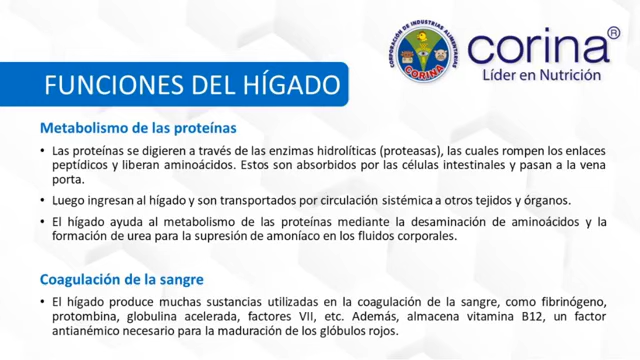 CORPORACIÓN DE INDUSTRIAS ALIMENTARIAS
CORINA
corina®
Líder en Nutrición
FUNCIONES DEL HÍGADO
Metabolismo de las proteínas
• Las proteínas se digieren a través de las enzimas hidrolíticas (proteasas), las cuales rompen los enlaces
peptídicos y liberan aminoácidos. Estos son absorbidos por las células intestinales y pasan a la vena
porta.
• Luego ingresan al hígado y son transportados por circulación sistémica a otros tejidos y órganos.
• El hígado ayuda al metabolismo de las proteínas mediante la desaminación de aminoácidos y la
formación de urea para la supresión de amoníaco en los fluidos corporales.
Coagulación de la sangre
• El hígado produce muchas sustancias utilizadas en la coagulación de la sangre, como fibrinógeno,
protombina, globulina acelerada, factores VII, etc. Además, almacena vitamina B12, un factor
antianémico necesario para la maduración de los glóbulos rojos.